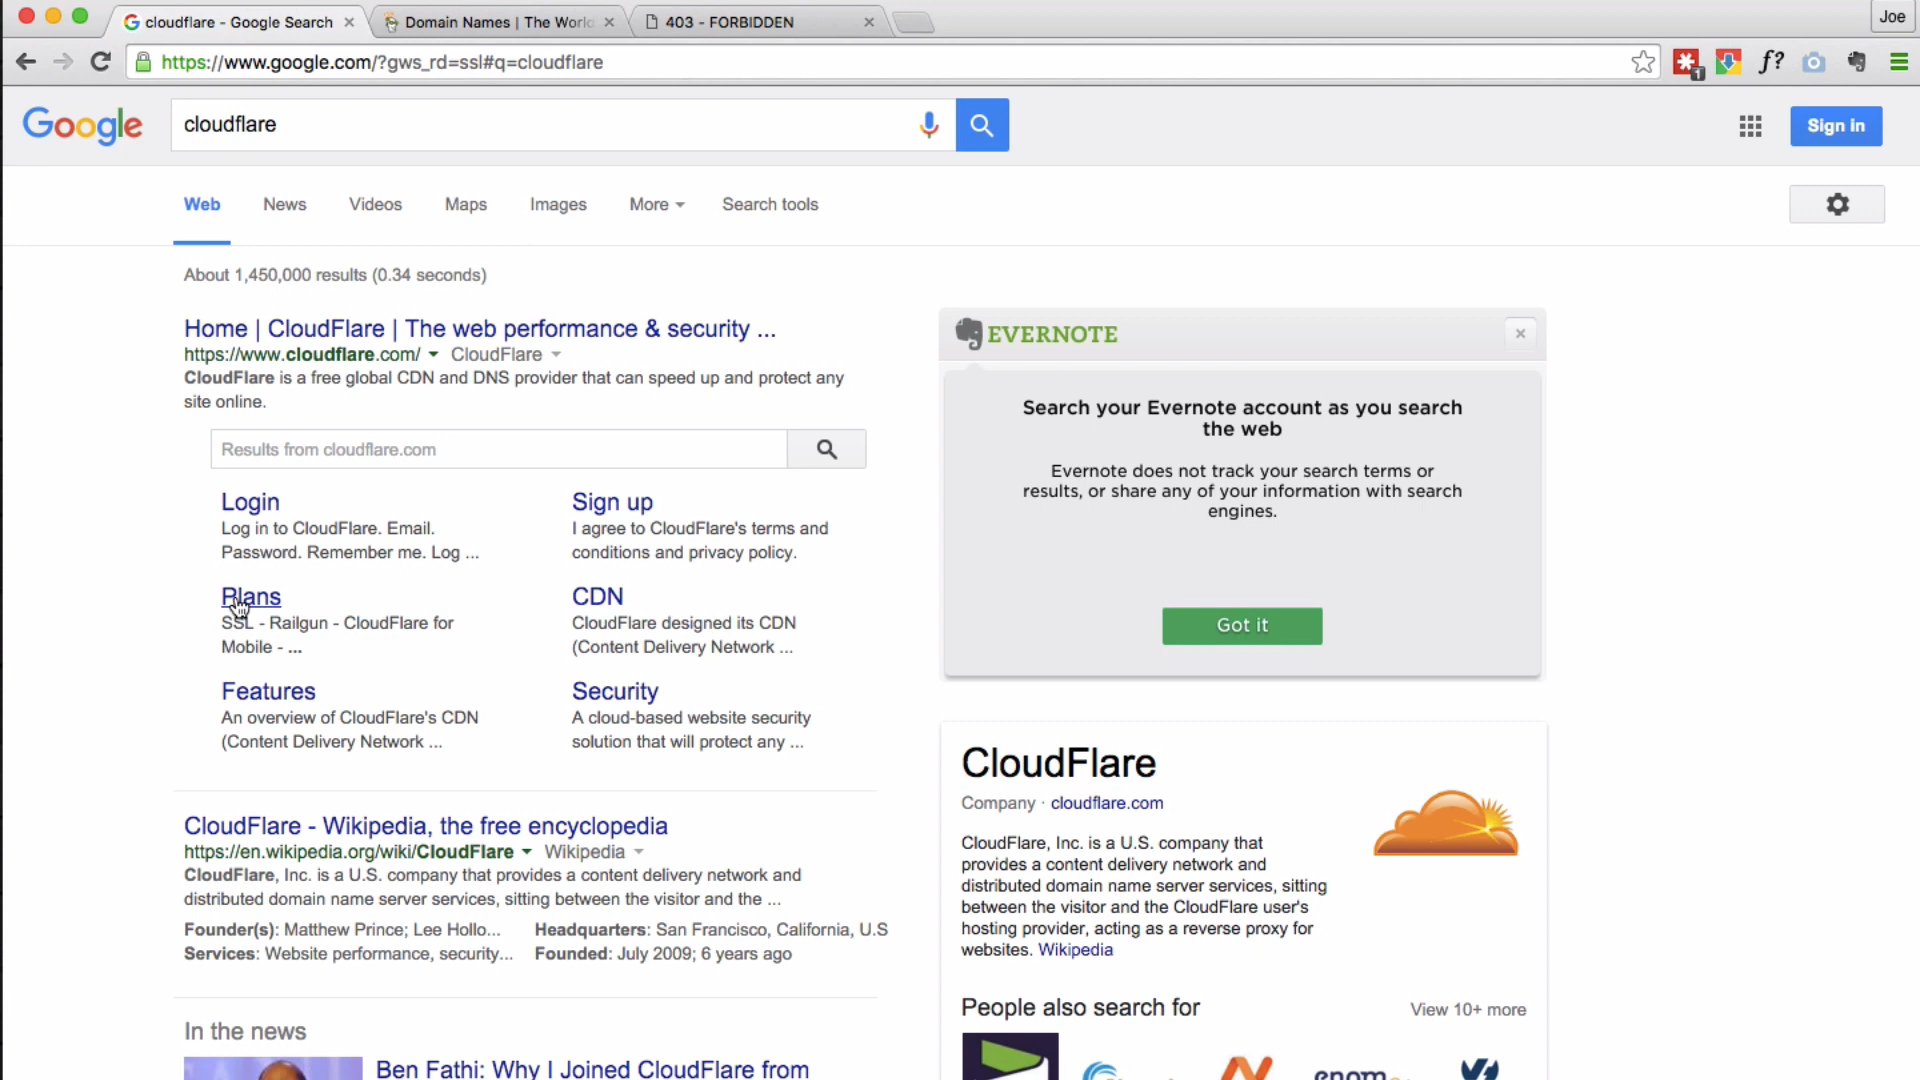 cloudflare - Google Search
Domain Names | The World
403 - FORBIDDEN
Joe
https://www.google.com/?gws_rd=ssl#q=cloudflare
1
f?
Google
cloudflare
Sign in
Web
News
Videos
Maps
Images
More
Search tools
About 1,450,000 results (0.34 seconds)
Home | CloudFlare | The web performance & security ...
https://www.cloudflare.com/ CloudFlare
CloudFlare is a free global CDN and DNS provider that can speed up and protect any
site online.
Results from cloudflare.com
Login
Log in to CloudFlare. Email.
Password. Remember me. Log ...
Sign up
I agree to CloudFlare's terms and
conditions and privacy policy.
Plans
SSL - Railgun - CloudFlare for
Mobile - ...
CDN
CloudFlare designed its CDN
(Content Delivery Network ...
Features
An overview of CloudFlare's CDN
(Content Delivery Network ...
Security
A cloud-based website security
solution that will protect any ...
CloudFlare - Wikipedia, the free encyclopedia
https://en.wikipedia.org/wiki/CloudFlare Wikipedia
CloudFlare, Inc. is a U.S. company that provides a content delivery network and
distributed domain name server services, sitting between the visitor and the ...
Founder(s): Matthew Prince; Lee Hollo...
Headquarters: San Francisco, California, U.S
Services: Website performance, security...
Founded: July 2009; 6 years ago
In the news
Ben Fathi: Why I Joined CloudFlare from
EVERNOTE
Search your Evernote account as you search
the web
Evernote does not track your search terms or
results, or share any of your information with search
engines.
Got it
CloudFlare
Company · cloudflare.com
CloudFlare, Inc. is a U.S. company that
provides a content delivery network and
distributed domain name server services, sitting
between the visitor and the CloudFlare user's
hosting provider, acting as a reverse proxy for
websites. Wikipedia
People also search for
View 10+ more
enom